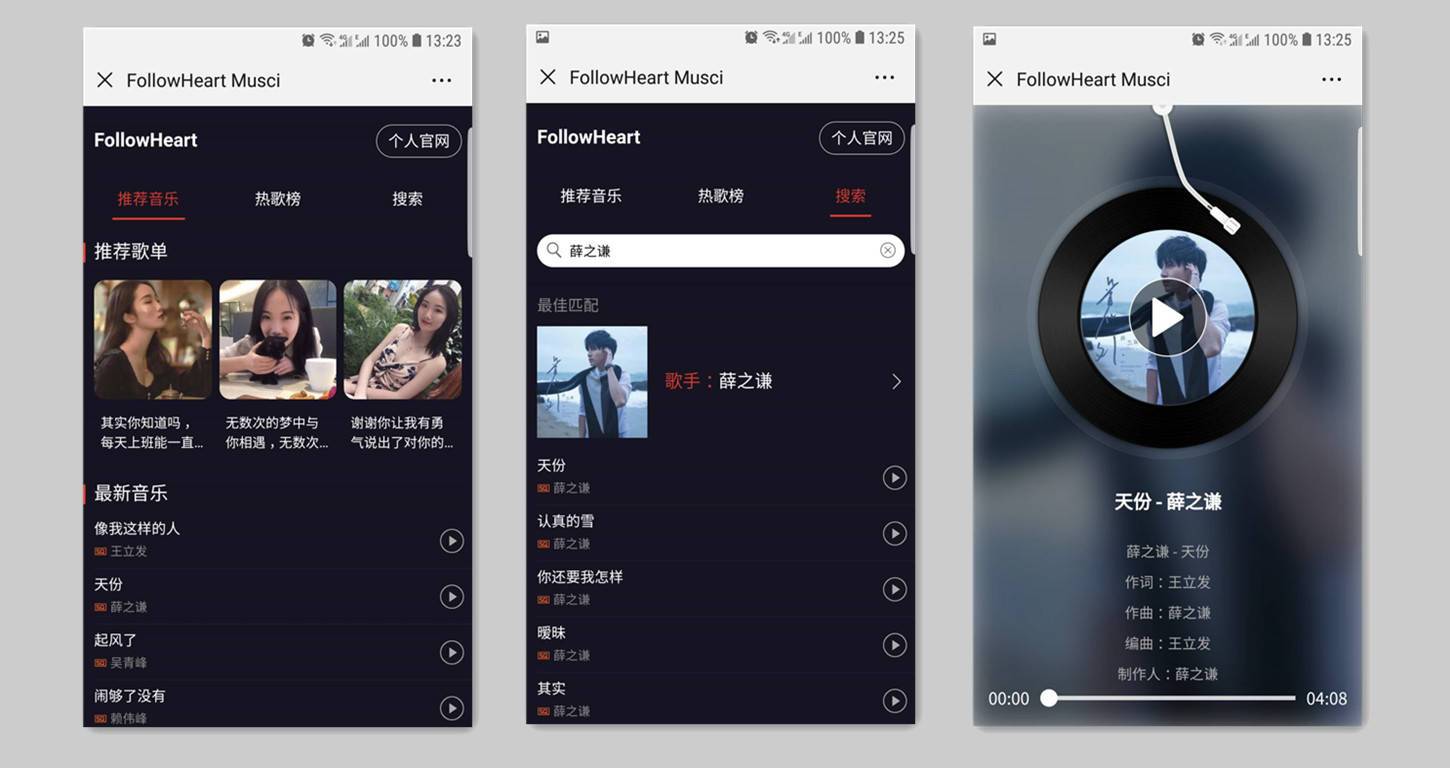 100% 13:23
FollowHeart Musci
FollowHeart
个人官网
推荐音乐 热歌榜 搜索
推荐歌单
其实你知道吗，
每天上班能一直...
无数次的梦中与
你相遇，无数次...
谢谢你让我有勇
气说出了对你的...
最新音乐
像我这样的人
SQ 王立发
天份
SQ 薛之谦
起风了
SQ 吴青峰
闹够了没有
SQ 赖伟峰
100% 13:25
FollowHeart Musci
FollowHeart
个人官网
推荐音乐 热歌榜 搜索
薛之谦
最佳匹配
歌手：薛之谦
天份
SQ 薛之谦
认真的雪
SQ 薛之谦
你还要我怎样
SQ 薛之谦
暧昧
SQ 薛之谦
其实
SQ 薛之谦
100% 13:25
FollowHeart Musci
天份 - 薛之谦
薛之谦 - 天份
作词：王立发
作曲：薛之谦
编曲：王立发
制作人：薛之谦
00:00 04:08